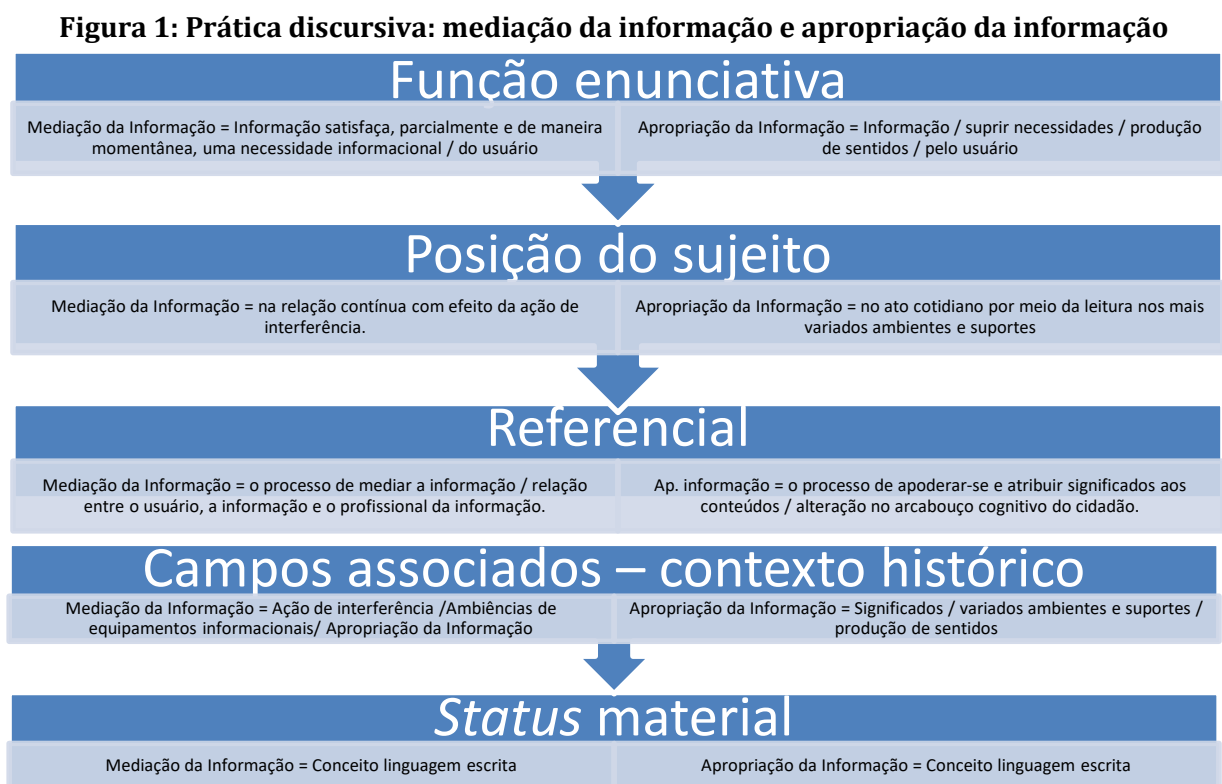 Figura 1: Prática discursiva: mediação da informação e apropriação da informação
Função enunciativa
Mediação da Informação = Informação satisfaça, parcialmente e de maneira
momentânea, uma necessidade informacional / do usuário
Apropriação da Informação = Informação / suprir necessidades / produção
de sentidos / pelo usuário
Posição do sujeito
Mediação da Informação = na relação contínua com efeito da ação de
interferência.
Apropriação da Informação = no ato cotidiano por meio da leitura nos mais
variados ambientes e suportes
Referencial
Mediação da Informação = o processo de mediar a informação / relação
entre o usuário, a informação e o profissional da informação.
Ap. informação = o processo de apoderar-se e atribuir significados aos
conteúdos / alteração no arcabouço cognitivo do cidadão.
Campos associados – contexto histórico
Mediação da Informação = Ação de interferência /Ambiências de
equipamentos informacionais/ Apropriação da Informação
Apropriação da Informação = Significados / variados ambientes e suportes /
produção de sentidos
Status material
Mediação da Informação = Conceito linguagem escrita
Apropriação da Informação = Conceito linguagem escrita